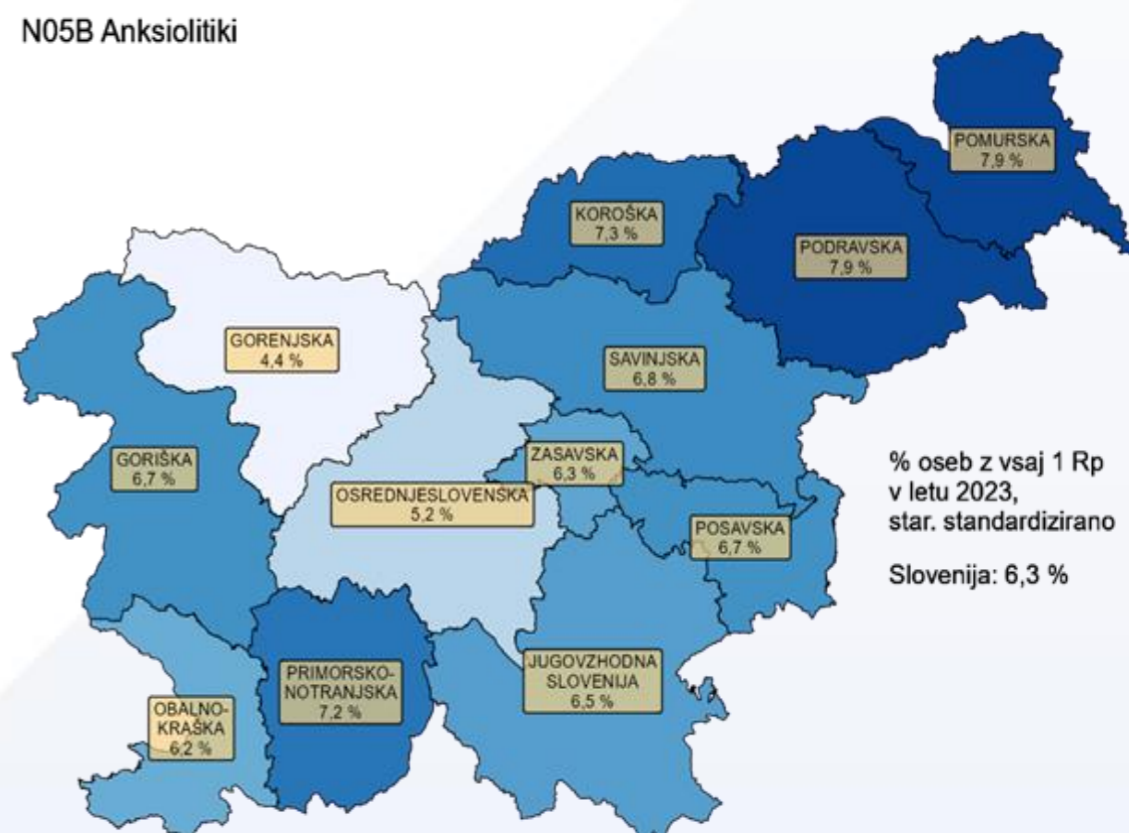 N05B Anksiolitiki
POMURSKA
7,9 %
KOROŠKA
7,3 %
PODRAVSKA
7,9 %
GORENJSKA
4,4 %
SAVINJSKA
6,8 %
GORIŠKA
6,7 %
ZASAVSKA
6,3 %
OSREDNJESLOVENSKA
5,2 %
POSAVSKA
6,7 %
% oseb z vsaj 1 Rp
v letu 2023,
star. standardizirano
Slovenija: 6,3 %
PRIMORSKO-
NOTRANJSKA
7,2 %
JUGOVZHODNA
SLOVENIJA
6,5 %
OBALNO-
KRAŠKA
6,2 %